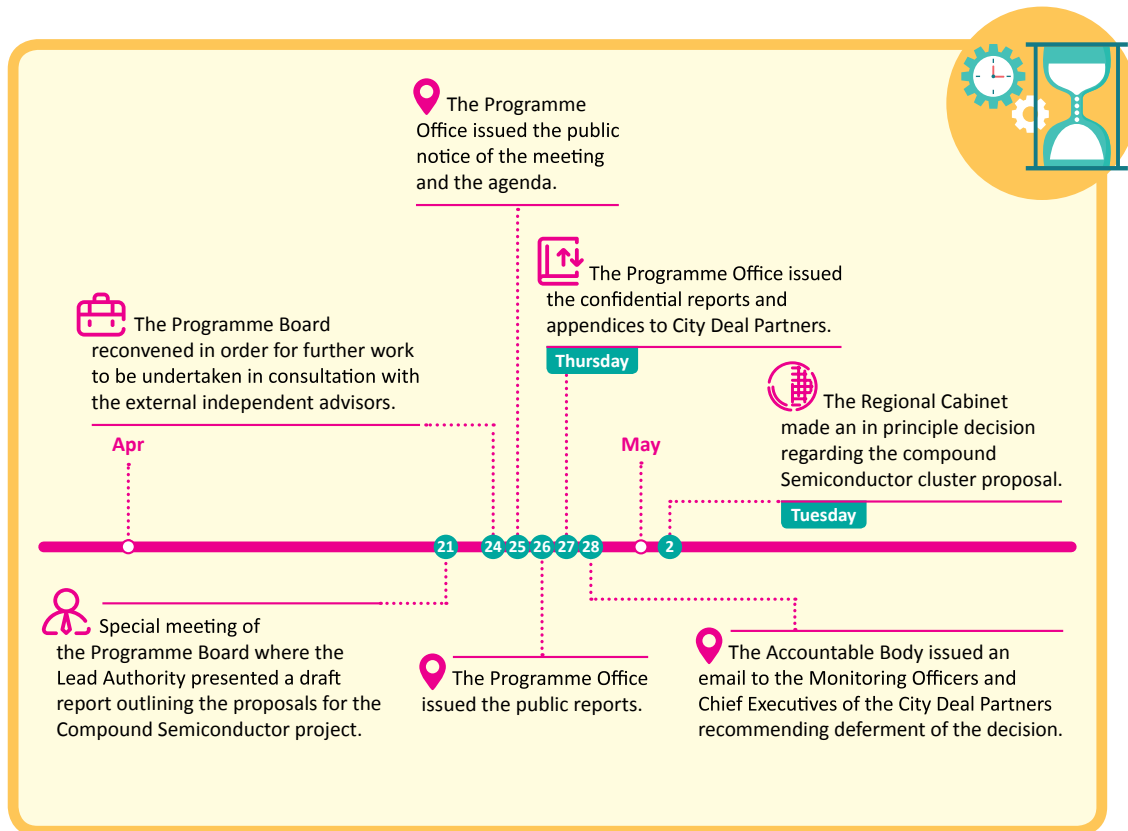 The Programme
Office issued the public
notice of the meeting
and the agenda.
The Programme Office issued
the confidential reports and
appendices to City Deal Partners.
Thursday
The Programme Board
reconvened in order for further work
to be undertaken in consultation with
the external independent advisors.
The Regional Cabinet
made an in principle decision
regarding the compound
Semiconductor cluster proposal.
Tuesday
Apr
May
21 24 25 26 27 28 2
Special meeting of
the Programme Board where the
Lead Authority presented a draft
report outlining the proposals for the
Compound Semiconductor project.
The Programme Office
issued the public reports.
The Accountable Body issued an
email to the Monitoring Officers and
Chief Executives of the City Deal Partners
recommending deferment of the decision.